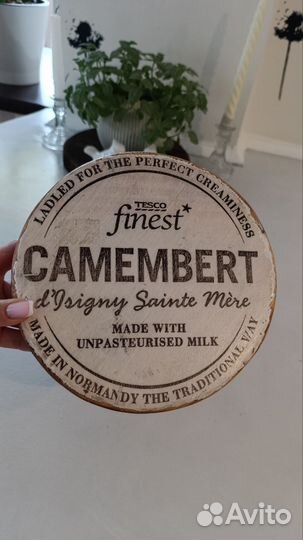 LADLED FOR THE PERFECT CREAMINESS
TESCO
finest*
CAMEMBERT
d'Isigny Sainte Mère
MADE WITH
UNPASTEURISED MILK
MADE IN NORMANDY THE TRADITIONAL WAY
Avito